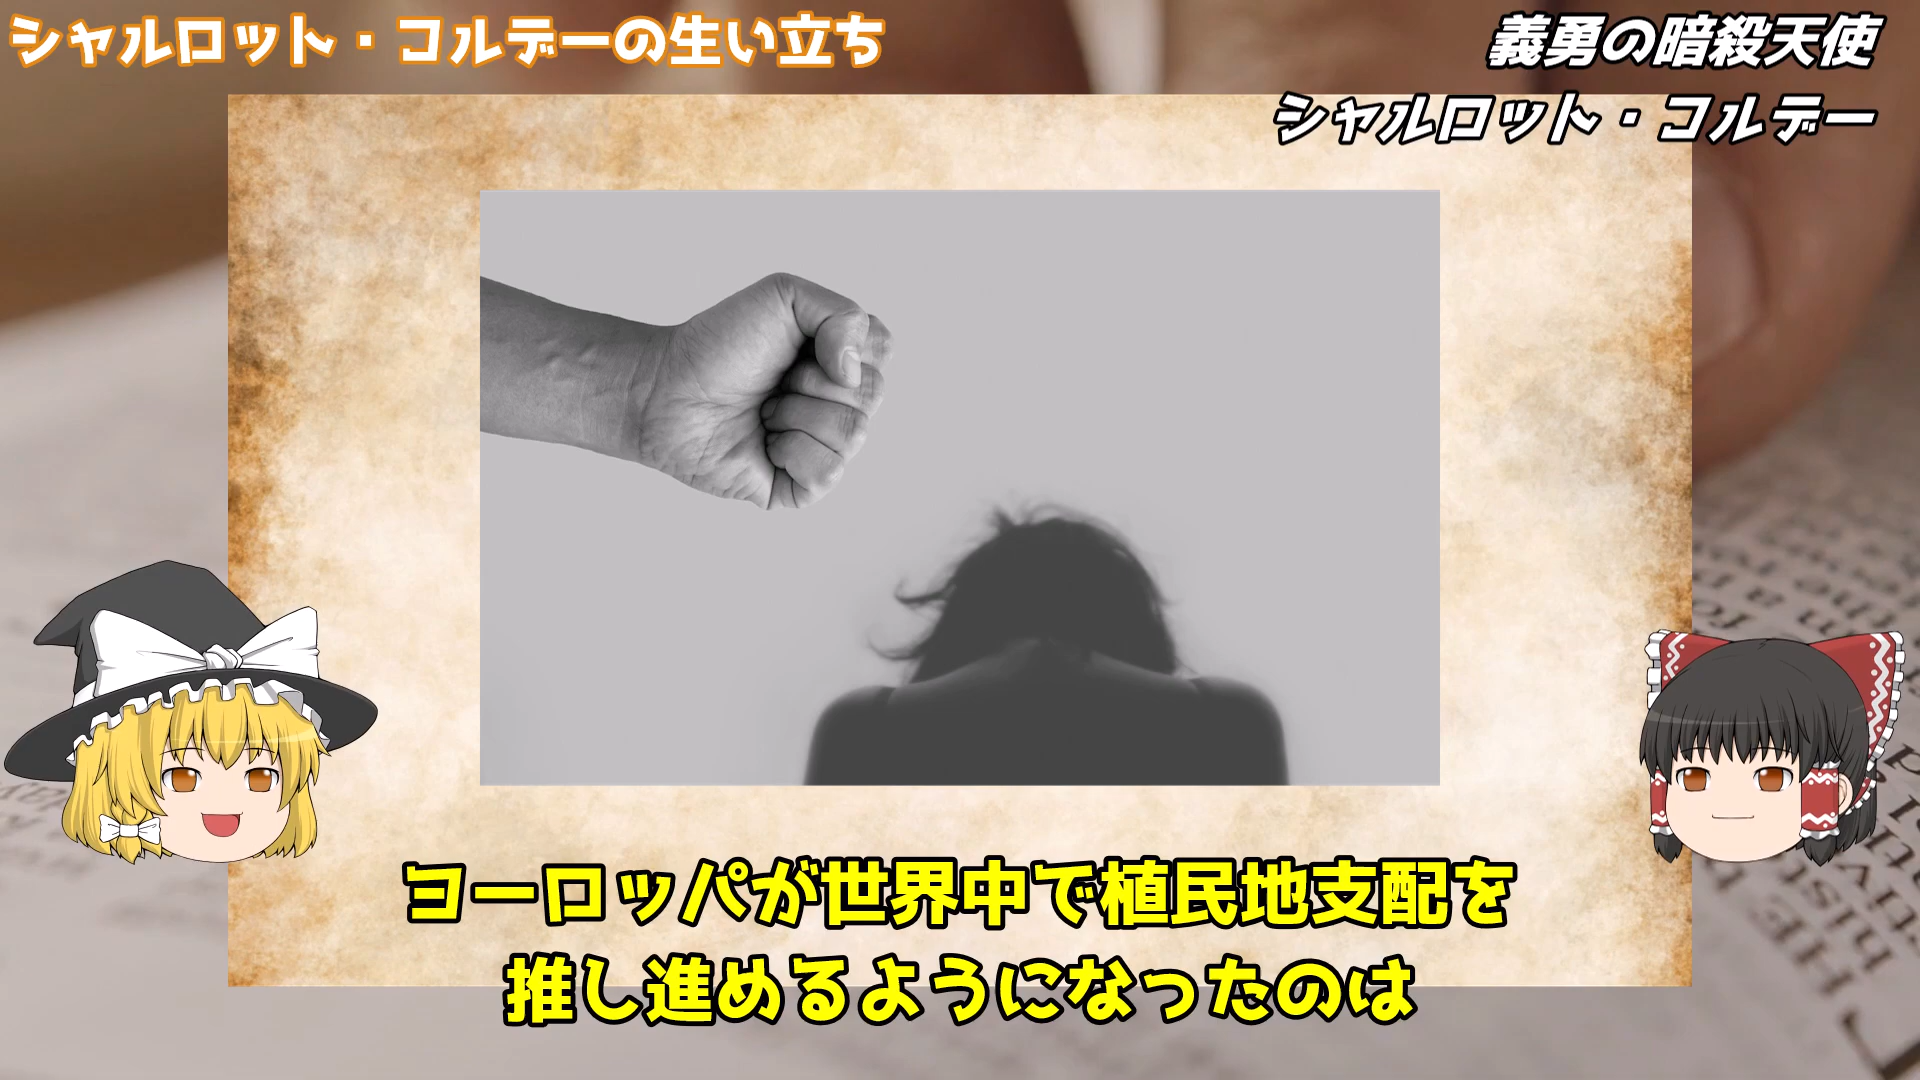 シャルロット・コルデーの生い立ち
義勇の暗殺天使
シャルロット・コルデー
ヨーロッパが世界中で植民地支配を
推し進めるようになったのは